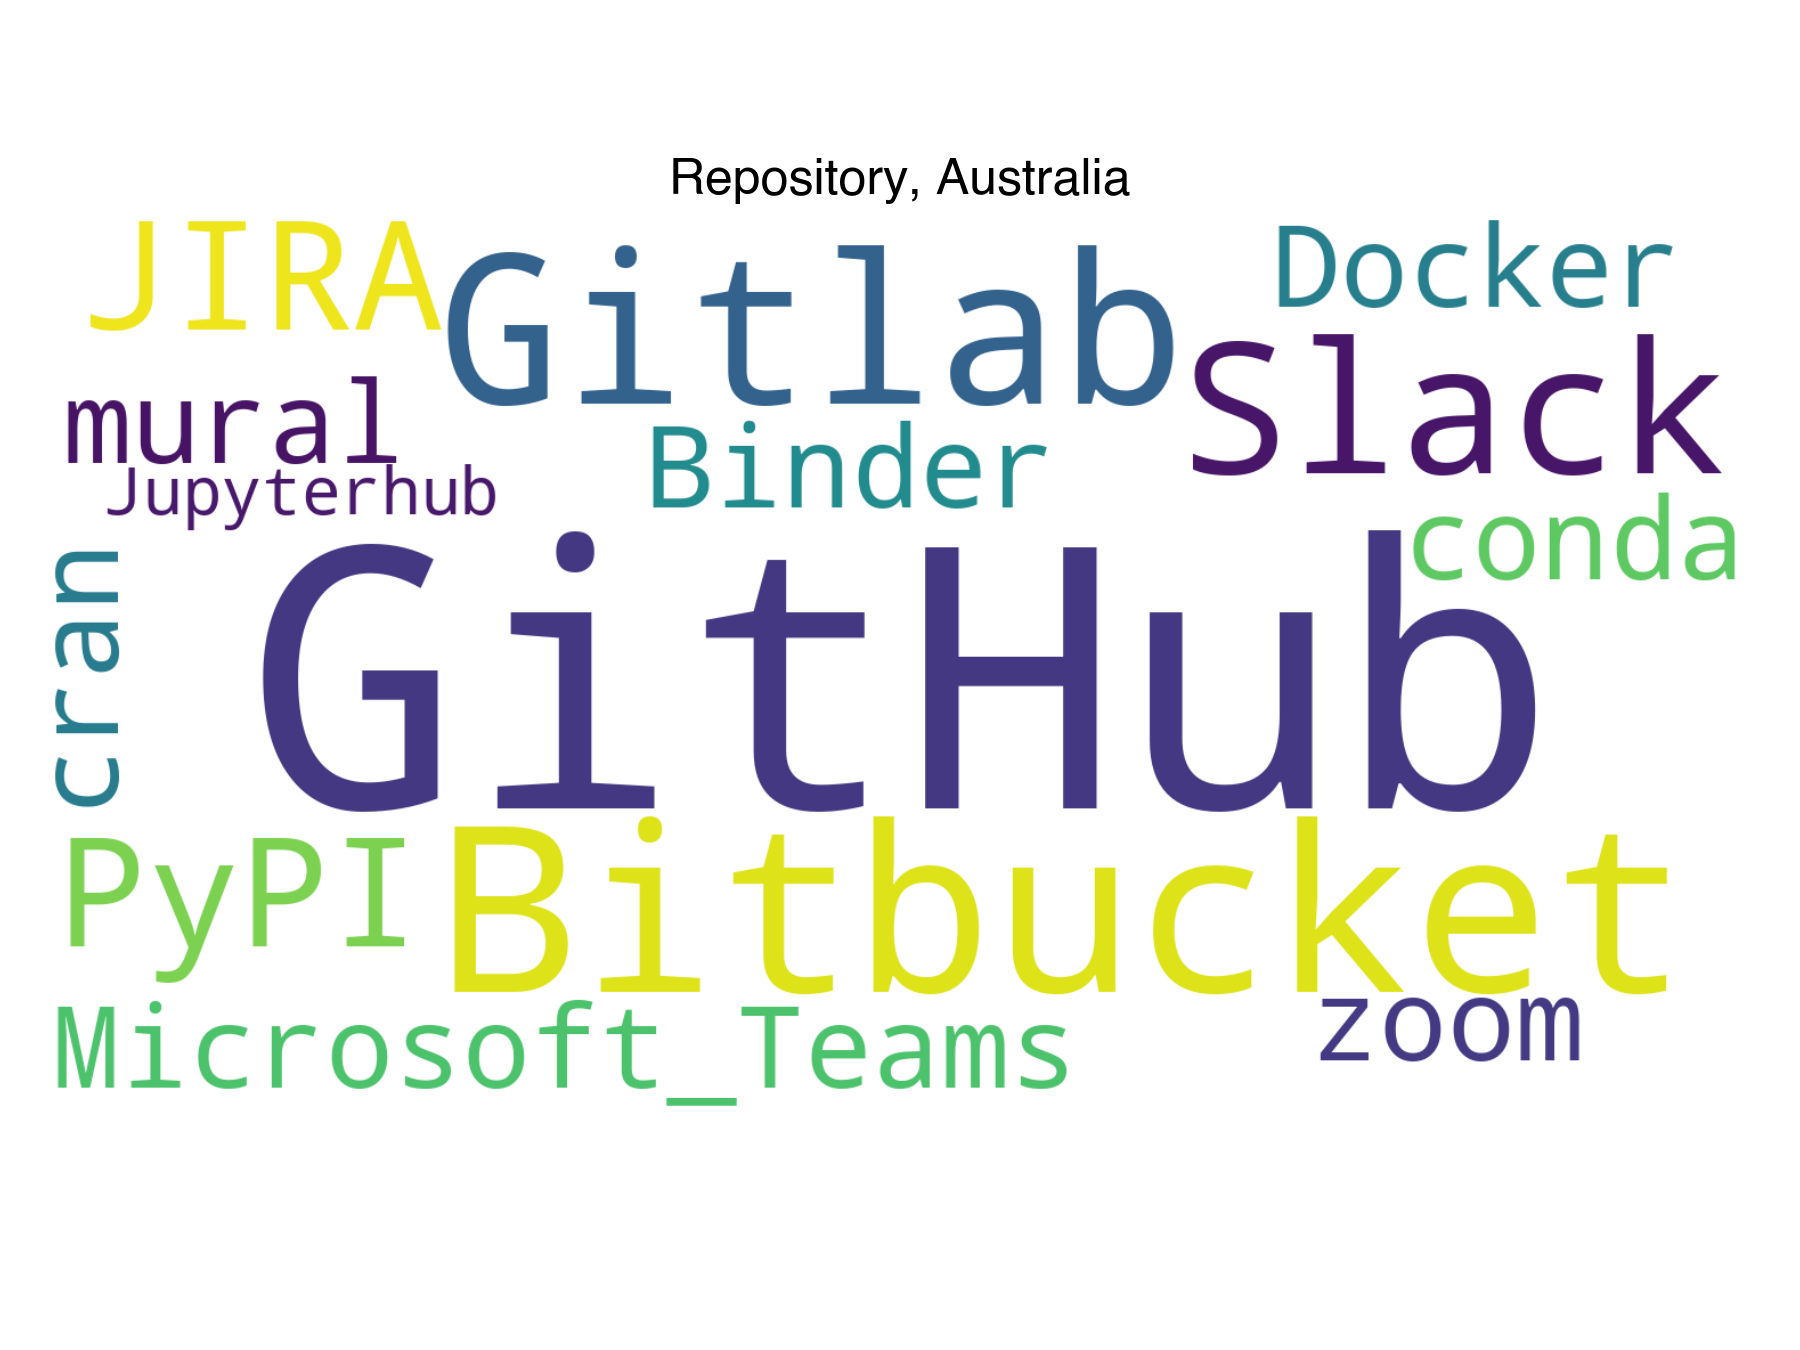 Repository, Australia
JIRA
Gitlab
Docker
Slack
mural
Binder
Jupyterhub
conda
cran
GitHub
PyPI
Bitbucket
Microsoft_Teams
zoom